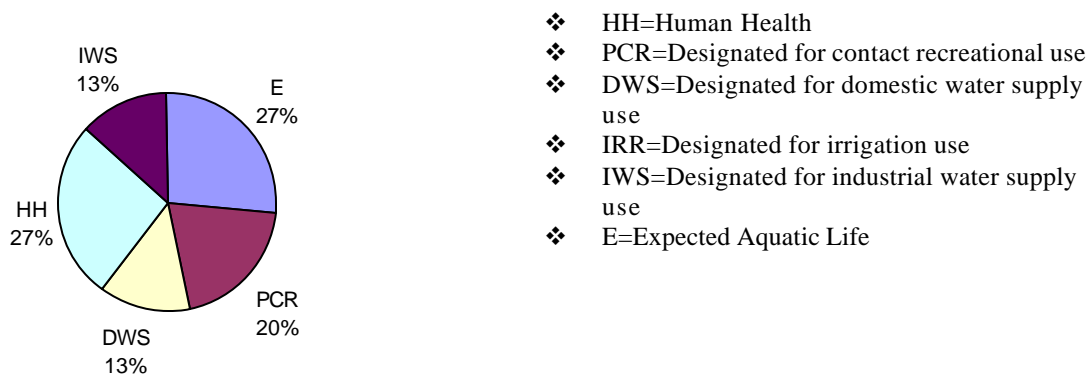 IWS
13%
E
27%
HH
27%
PCR
20%
DWS
13%
❖ HH=Human Health
❖ PCR=Designated for contact recreational use
❖ DWS=Designated for domestic water supply
use
❖ IRR=Designated for irrigation use
❖ IWS=Designated for industrial water supply
use
❖ E=Expected Aquatic Life